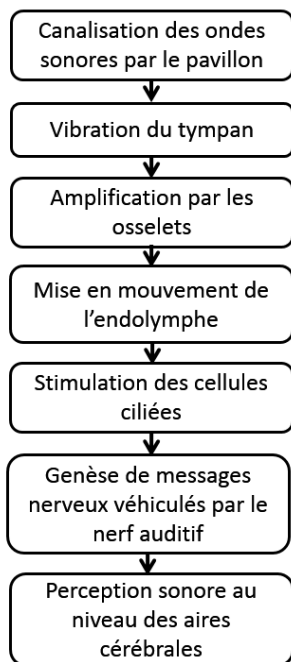 Canalisation des ondes
sonores par le pavillon
Vibration du tympan
Amplification par les
osselets
Mise en mouvement de
l’endolymphe
Stimulation des cellules
ciliées
Genèse de messages
nerveux véhiculés par le
nerf auditif
Perception sonore au
niveau des aires
cérébrales